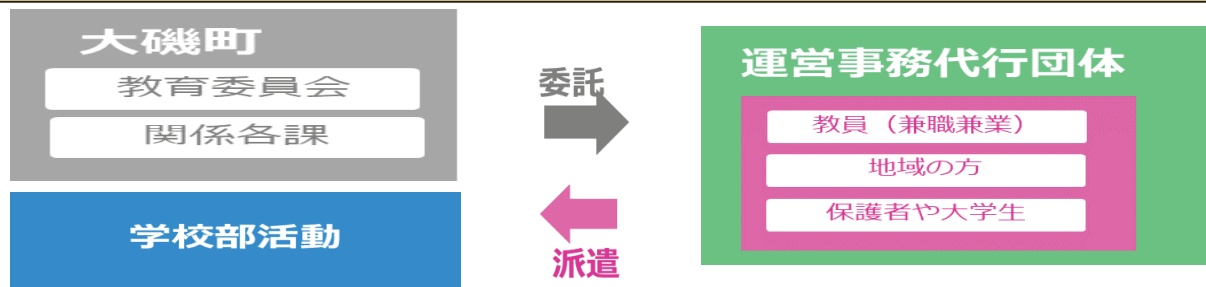 大磯町
教育委員会
関係各課
学校部活動
委託
派遣
運営事務代行団体
教員（兼職兼業）
地域の方
保護者や大学生